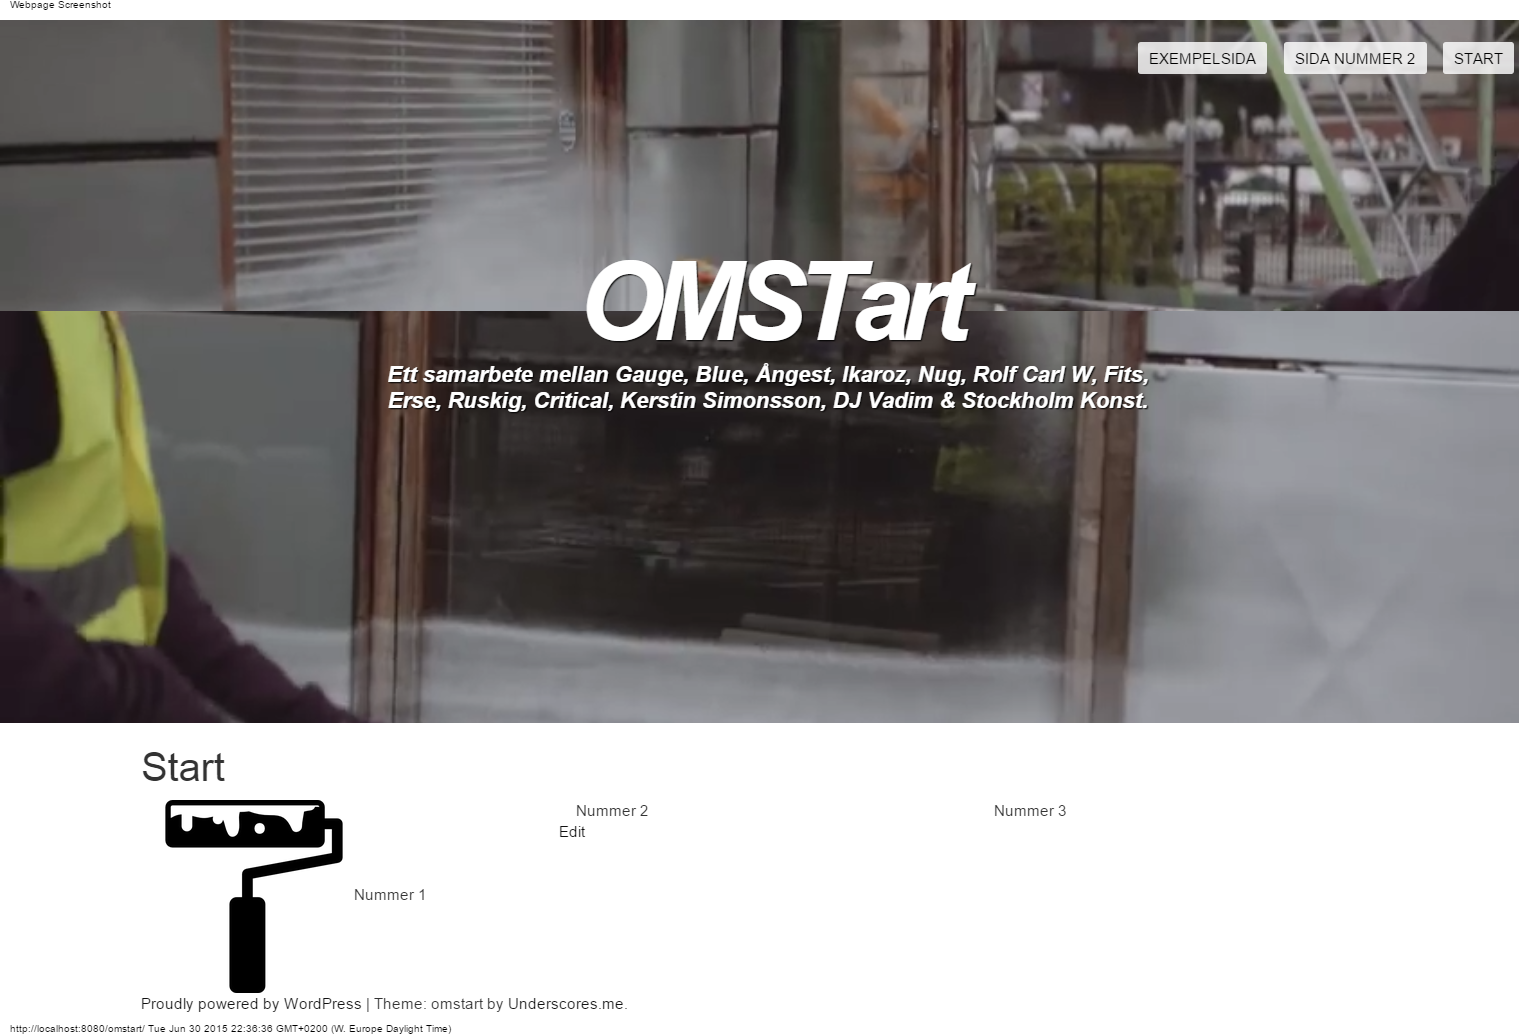 Webpage Screenshot
EXEMPELSIDA SIDA NUMMER 2 START
OMSTart
Ett samarbete mellan Gauge, Blue, Ångest, Ikaroz, Nug, Rolf Carl W, Fits,
Erse, Ruskig, Critical, Kerstin Simonsson, DJ Vadim & Stockholm Konst.
Start
Nummer 2 Nummer 3
Edit
Nummer 1
Proudly powered by WordPress | Theme: omstart by Underscores.me.
http://localhost:8080/omstart/ Tue Jun 30 2015 22:36:36 GMT+0200 (W. Europe Daylight Time)